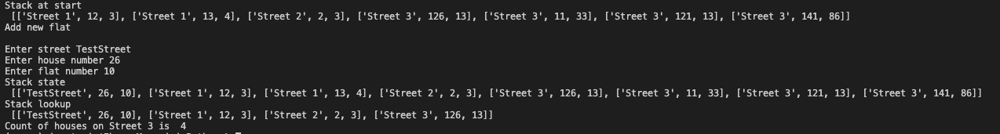 Stack at start
[['Street 1', 12, 3], ['Street 1', 13, 4], ['Street 2', 2, 3], ['Street 3', 126, 13], ['Street 3', 11, 33], ['Street 3', 121, 13], ['Street 3', 141, 86]]
Add new flat
Enter street TestStreet
Enter house number 26
Enter flat number 10
Stack state
[['TestStreet', 26, 10], ['Street 1', 12, 3], ['Street 1', 13, 4], ['Street 2', 2, 3], ['Street 3', 126, 13], ['Street 3', 11, 33], ['Street 3', 121, 13], ['Street 3', 141, 86]]
Stack lookup
[['TestStreet', 26, 10], ['Street 1', 12, 3], ['Street 2', 2, 3], ['Street 3', 126, 13]]
Count of houses on Street 3 is  4